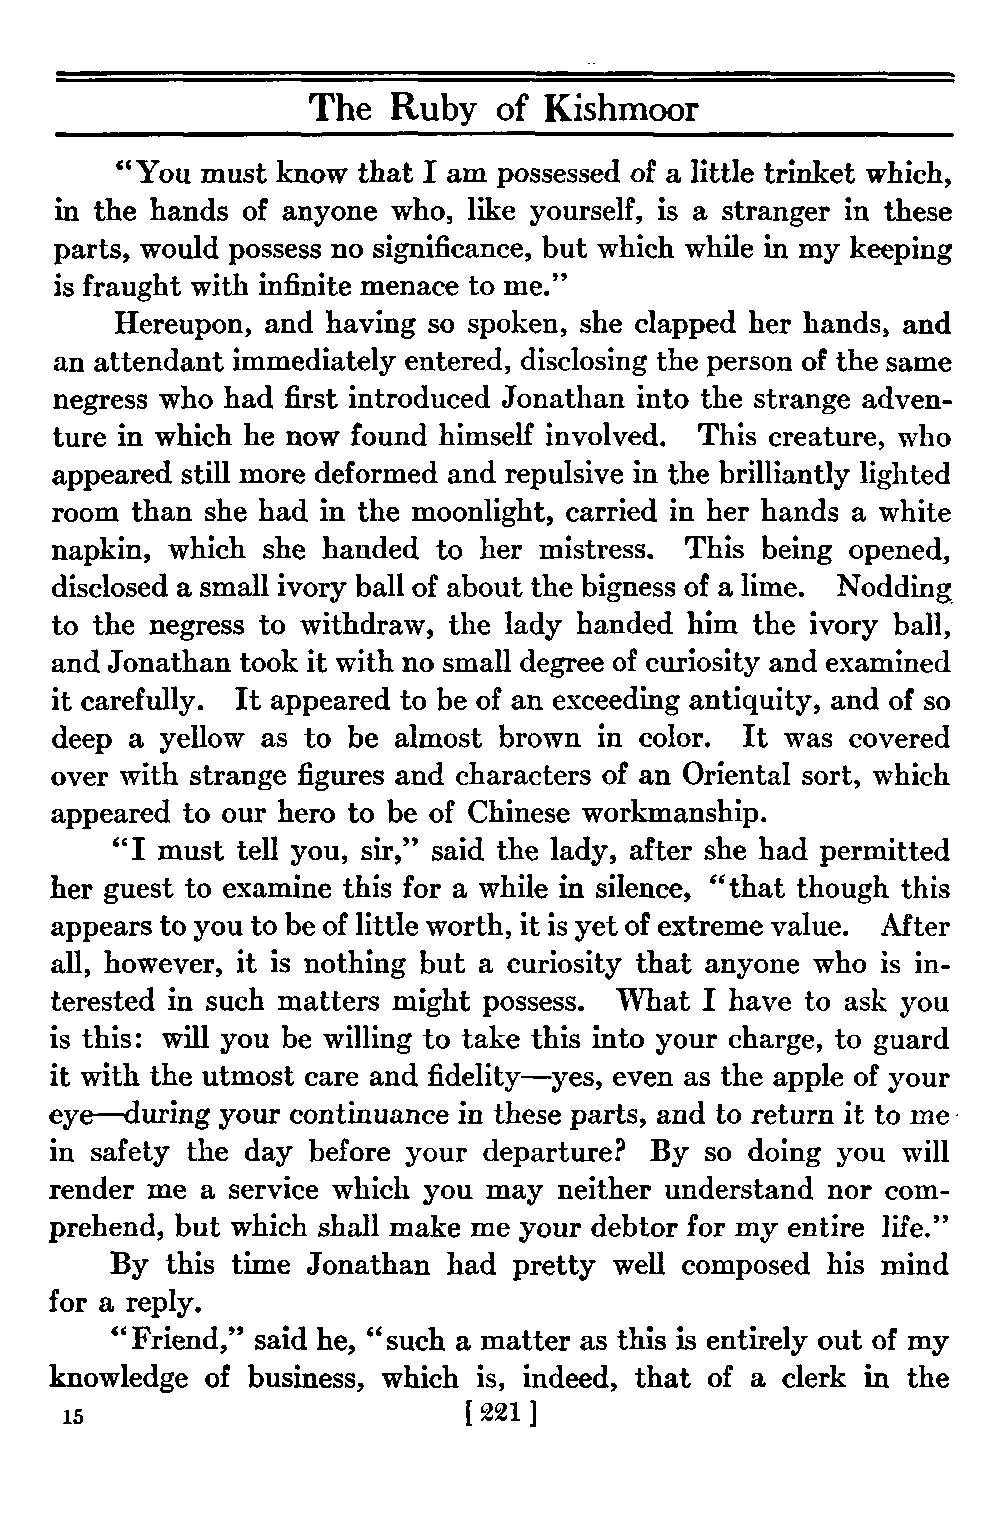 The Ruby of Kishmoor
“You must know that I am possessed of a little trinket which,
in the hands of anyone who, like yourself, is a stranger in these
parts, would possess no significance, but which while in my keeping
is fraught with infinite menace to me.”
Hereupon, and having so spoken, she clapped her hands, and
an attendant immediately entered, disclosing the person of the same
negress who had first introduced Jonathan into the strange adven-
ture in which he now found himself involved. This creature, who
appeared still more deformed and repulsive in the brilliantly lighted
room than she had in the moonlight, carried in her hands a white
napkin, which she handed to her mistress. This being opened,
disclosed a small ivory ball of about the bigness of a lime. Nodding
to the negress to withdraw, the lady handed him the ivory ball,
and Jonathan took it with no small degree of curiosity and examined
it carefully. It appeared to be of an exceeding antiquity, and of so
deep a yellow as to be almost brown in color. It was covered
over with strange figures and characters of an Oriental sort, which
appeared to our hero to be of Chinese workmanship.
“I must tell you, sir,” said the lady, after she had permitted
her guest to examine this for a while in silence, “that though this
appears to you to be of little worth, it is yet of extreme value. After
all, however, it is nothing but a curiosity that anyone who is in-
terested in such matters might possess. What I have to ask you
is this: will you be willing to take this into your charge, to guard
it with the utmost care and fidelity—yes, even as the apple of your
eye—during your continuance in these parts, and to return it to me
in safety the day before your departure? By so doing you will
render me a service which you may neither understand nor com-
prehend, but which shall make me your debtor for my entire life.”
By this time Jonathan had pretty well composed his mind
for a reply.
“Friend,” said he, “such a matter as this is entirely out of my
knowledge of business, which is, indeed, that of a clerk in the
15 [ 221 ]